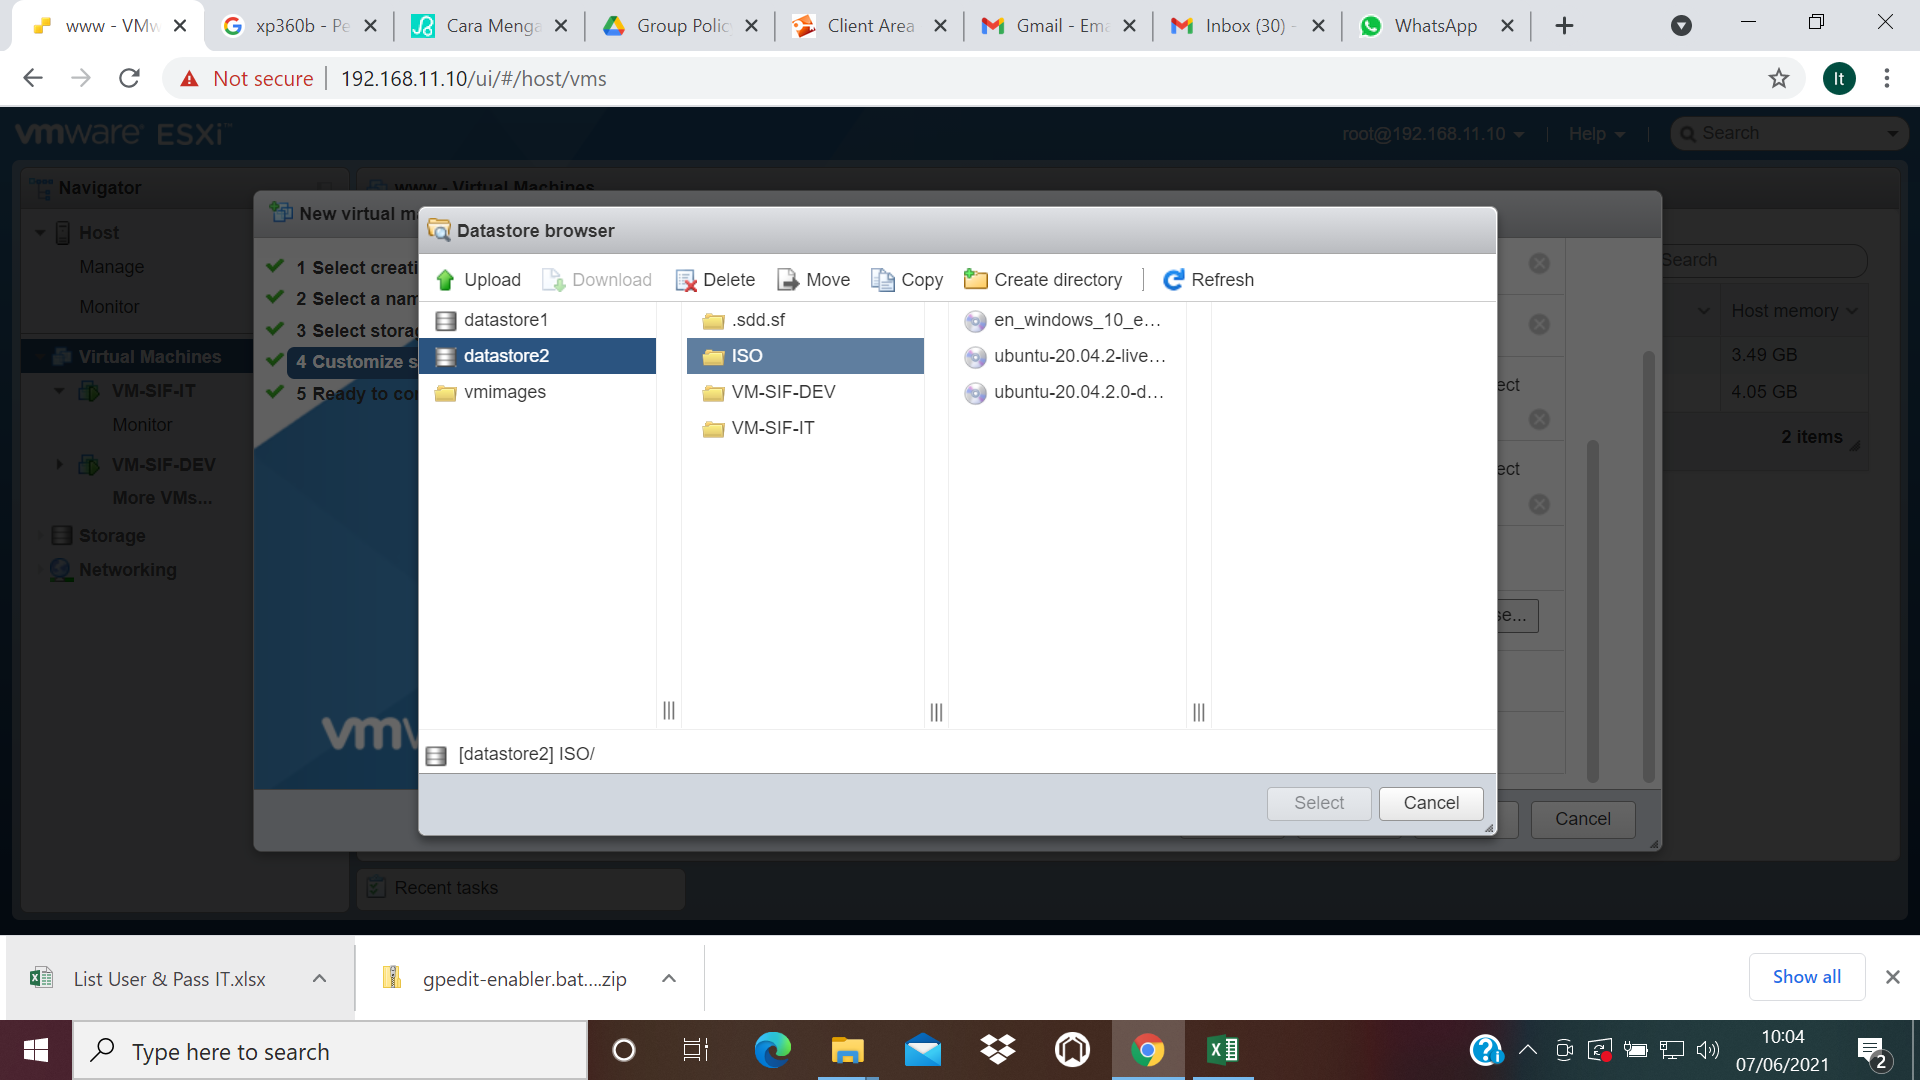 www - VMw
xp360b - Pe
Cara Menga
Group Polic
Client Area
Gmail - Ema
Inbox (30) -
WhatsApp
Not secure
192.168.11.10/ui/#/host/vms
It
vmware ESXi™
root@192.168.11.10
Help
Search
Navigator
www - Virtual Machines
Host
Manage
Monitor
Virtual Machines
VM-SIF-IT
Monitor
VM-SIF-DEV
More VMs...
Storage
Networking
New virtual m
1 Select creati
2 Select a nam
3 Select stora
4 Customize s
5 Ready to co
vmw
Datastore browser
Upload
Download
Delete
Move
Copy
Create directory
Refresh
datastore1
datastore2
vmimages
.sdd.sf
ISO
VM-SIF-DEV
VM-SIF-IT
en_windows_10_e...
ubuntu-20.04.2-live...
ubuntu-20.04.2.0-d...
[datastore2] ISO/
Select
Cancel
Search
Host memory
3.49 GB
4.05 GB
2 items
ect
ect
se...
Cancel
Recent tasks
List User & Pass IT.xlsx
gpedit-enabler.bat....zip
Show all
Type here to search
10:04
07/06/2021
2